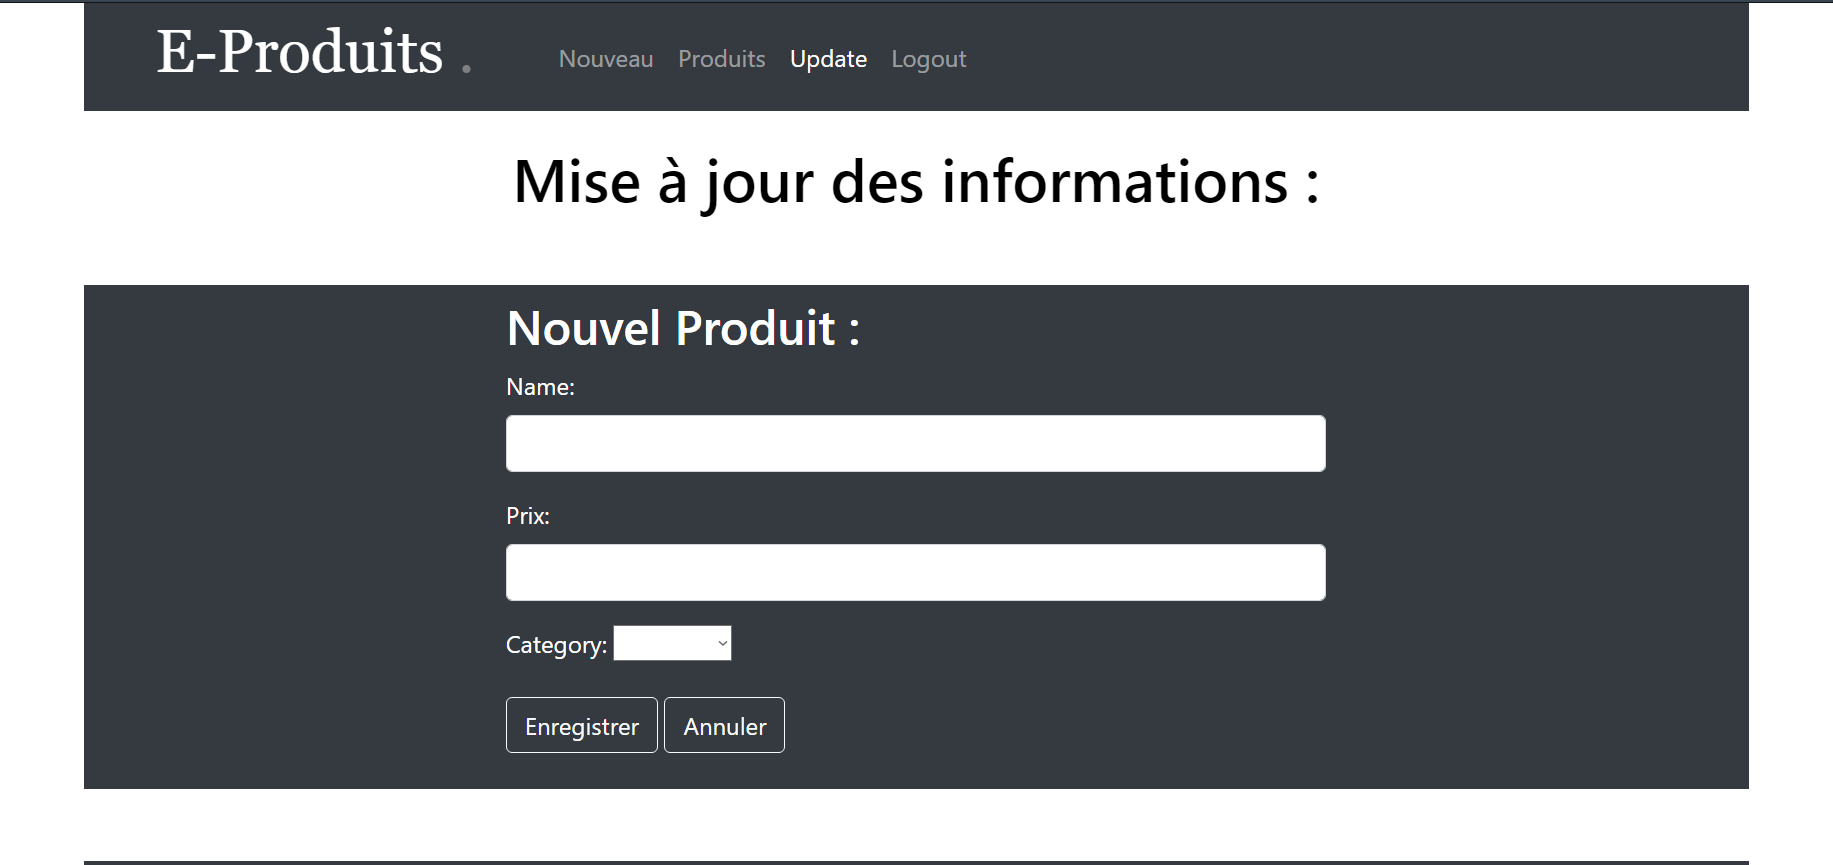 E-Produits .
Nouveau Produits Update Logout
Mise à jour des informations :
Nouvel Produit :
Name:
Prix:
Category:
Enregistrer Annuler